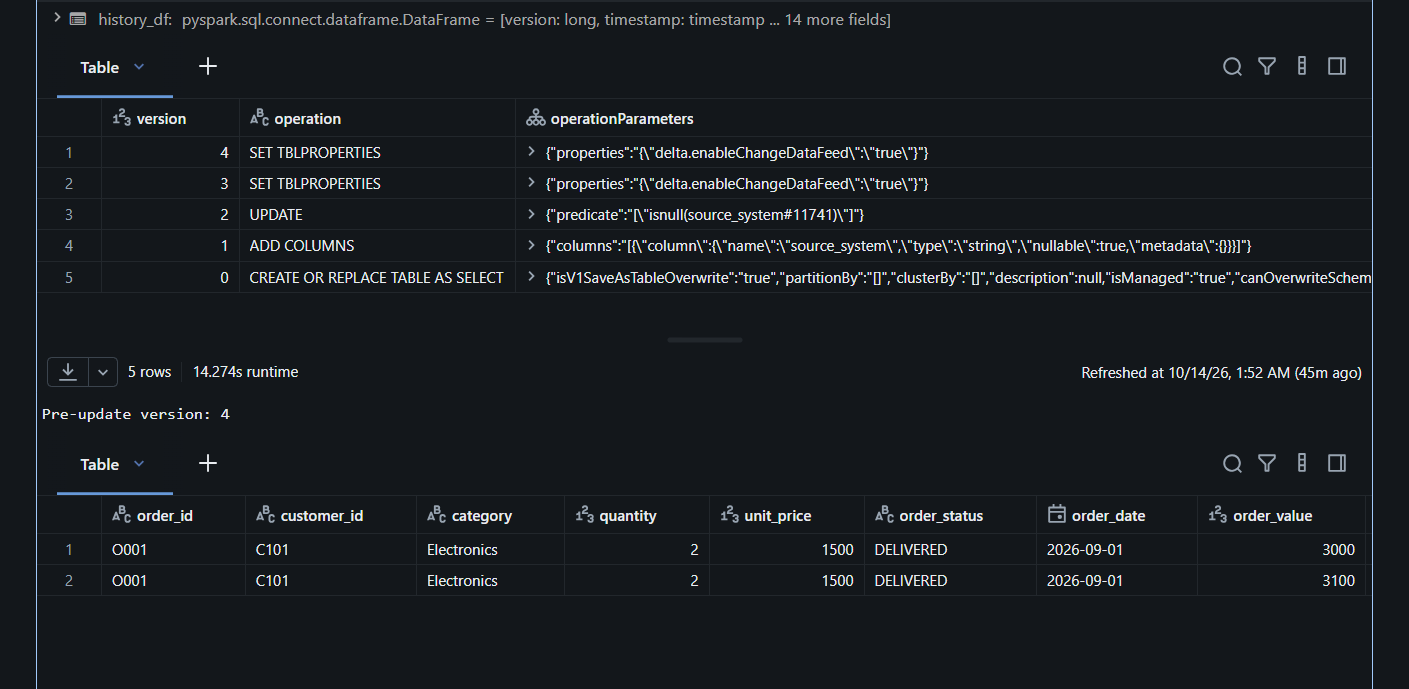 history_df: pyspark.sql.connect.dataframe.DataFrame = [version: long, timestamp: timestamp ... 14 more fields]
Table
version operation operationParameters
1 4 SET TBLPROPERTIES {"properties":"{\"delta.enableChangeDataFeed\":\"true\"}"}
2 3 SET TBLPROPERTIES {"properties":"{\"delta.enableChangeDataFeed\":\"true\"}"}
3 2 UPDATE {"predicate":"[\"isnull(source_system#11741)\"]"}
4 1 ADD COLUMNS {"columns":"[{\"column\":{\"name\":\"source_system\",\"type\":\"string\",\"nullable\":true,\"metadata\":{}}}]"}
5 0 CREATE OR REPLACE TABLE AS SELECT {"isV1SaveAsTableOverwrite":"true","partitionBy":"[]","clusterBy":"[]","description":null,"isManaged":"true","canOverwriteSchem
5 rows 14.274s runtime Refreshed at 10/14/26, 1:52 AM (45m ago)
Pre-update version: 4
Table
order_id customer_id category quantity unit_price order_status order_date order_value
1 O001 C101 Electronics 2 1500 DELIVERED 2026-09-01 3000
2 O001 C101 Electronics 2 1500 DELIVERED 2026-09-01 3100